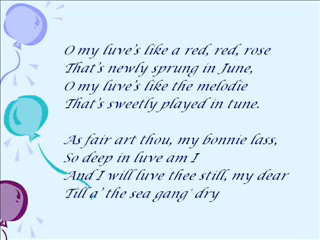 O my luve's like a red, red, rose
That's newly sprung in June,
O my luve's like the melodie
That's sweetly played in tune.
As fair art thou, my bonnie lass,
So deep in luve am I
And I will luve thee still, my dear
Till a' the sea gang* dry